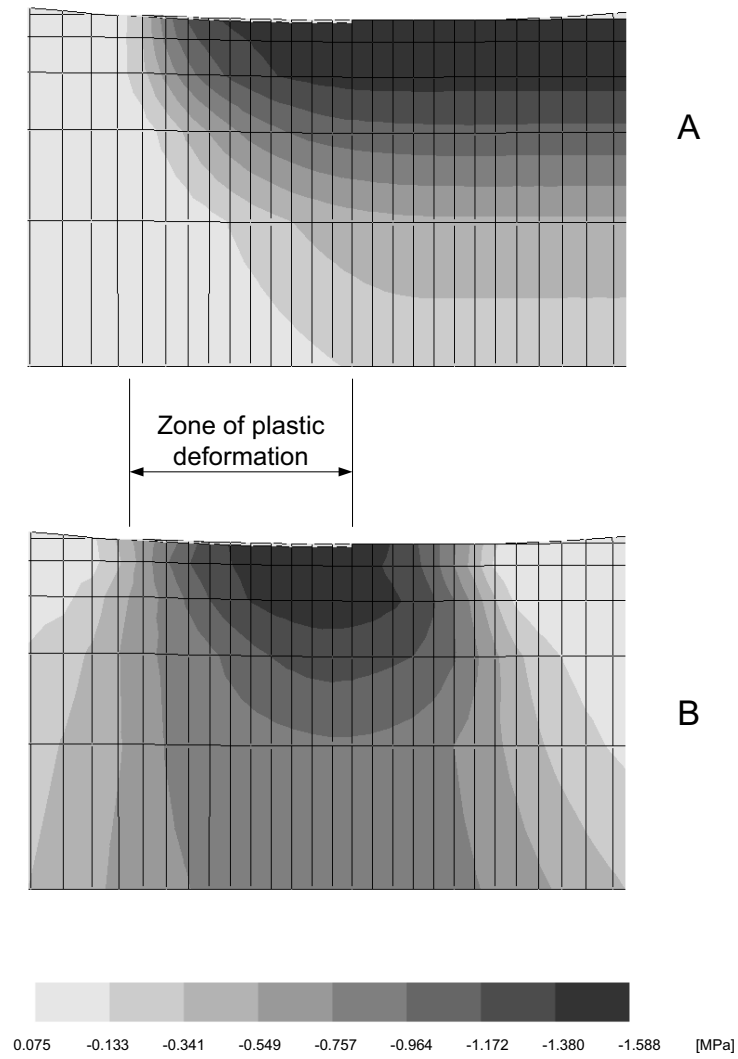 A
Zone of plastic
deformation
B
0.075 -0.133 -0.341 -0.549 -0.757 -0.964 -1.172 -1.380 -1.588 [MPa]